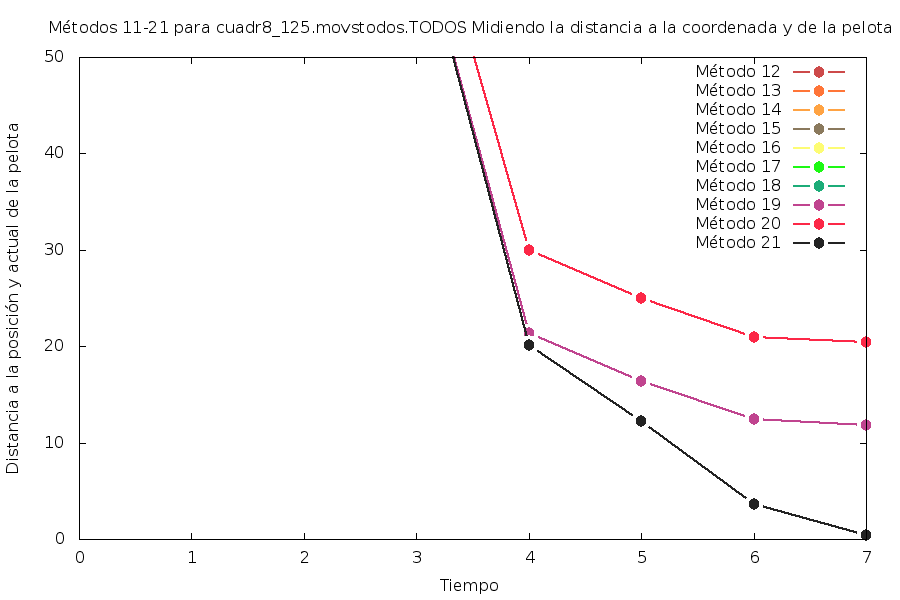 Métodos 11-21 para cuadr8_125.movstodos.TODOS Midiendo la distancia a la coordenada y de la pelota
Distancia a la posición y actual de la pelota
50
40
30
20
10
0
Método 12
Método 13
Método 14
Método 15
Método 16
Método 17
Método 18
Método 19
Método 20
Método 21
0 1 2 3 4 5 6 7
Tiempo